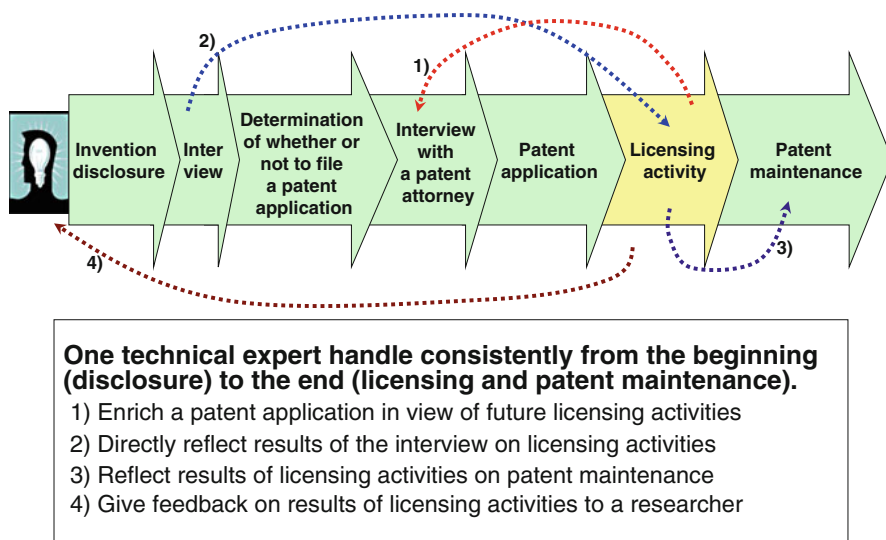 2)
1)
Invention
disclosure
Inter
view
Determination
of whether or
not to file
a patent
application
Interview
with
a patent
attorney
Patent
application
Licensing
activity
Patent
maintenance
4)
3)
One technical expert handle consistently from the beginning
(disclosure) to the end (licensing and patent maintenance).
1) Enrich a patent application in view of future licensing activities
2) Directly reflect results of the interview on licensing activities
3) Reflect results of licensing activities on patent maintenance
4) Give feedback on results of licensing activities to a researcher